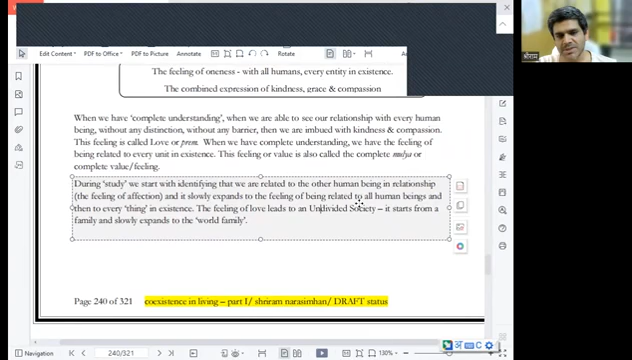 श्रीराम
Edit Content PDF to Office PDF to Picture Annotate Rotate
The feeling of oneness - with all humans, every entity in existence.
The combined expression of kindness, grace & compassion
When we have 'complete understanding', when we are able to see our relationship with every human
being, without any distinction, without any barrier, then we are imbued with kindness & compassion.
This feeling is called Love or prem. When we have complete understanding, we have the feeling of
being related to every unit in existence. This feeling or value is also called the complete mulya or
complete value/feeling.
During 'study' we start with identifying that we are related to the other human being in relationship
(the feeling of affection) and it slowly expands to the feeling of being related to all human beings and
then to every 'thing' in existence. The feeling of love leads to an Undivided Society – it starts from a
family and slowly expands to the 'world family'.
Page 240 of 321 coexistence in living – part I/ shriram narasimhan/ DRAFT status
Navigation 240/321 130%